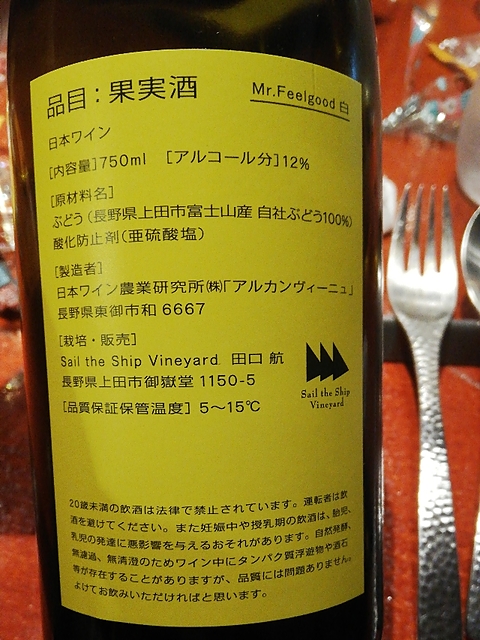 品目：果実酒
Mr.Feelgood 白
日本ワイン
[内容量]750ml [アルコール分]12%
[原材料名]
ぶどう（長野県上田市富士山産 自社ぶどう100%）
酸化防止剤（亜硫酸塩）
[製造者]
日本ワイン農業研究所㈱「アルカンヴィーニュ」
長野県東御市和 6667
[栽培・販売]
Sail the Ship Vineyard 田口 航
長野県上田市御嶽堂 1150-5
Sail the Ship
Vineyard
[品質保証保管温度] 5〜15℃
20歳未満の飲酒は法律で禁止されています。運転者は飲
酒を避けてください。また妊娠中や授乳期の飲酒は、胎児、
乳児の発達に悪影響を与えるおそれがあります。自然発酵、
無濾過、無清澄のためワイン中にタンパク質浮遊物や酒石
等が存在することがありますが、品質には問題ありません。
よけてお飲みいただければと思います。